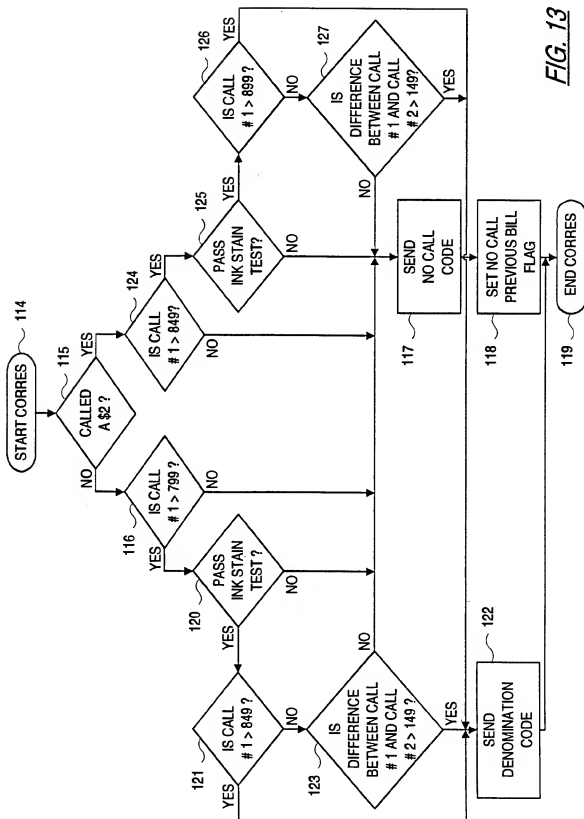 START CORRES
114
115
CALLED
A $2 ?
NO
YES
116
IS CALL
# 1 > 799 ?
YES
NO
124
IS CALL
# 1 > 849?
YES
NO
120
PASS
INK STAIN
TEST ?
YES
NO
125
PASS
INK STAIN
TEST?
YES
NO
121
IS CALL
# 1 > 849 ?
YES
NO
126
IS CALL
# 1 > 899 ?
YES
NO
123
IS
DIFFERENCE
BETWEEN CALL
# 1 AND CALL
# 2 > 149 ?
NO
YES
127
IS
DIFFERENCE
BETWEEN CALL
# 1 AND CALL
# 2 > 149?
NO
YES
SEND
NO CALL
CODE
117
122
SEND
DENOMINATION
CODE
SET NO CALL
PREVIOUS BILL
FLAG
118
END CORRES
119
FIG. 13